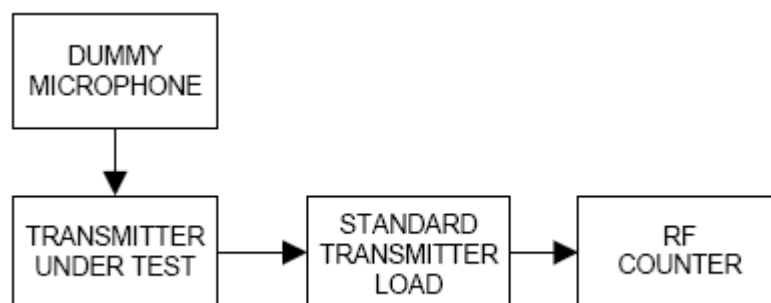 DUMMY
MICROPHONE
TRANSMITTER
UNDER TEST
STANDARD
TRANSMITTER
LOAD
RF
COUNTER